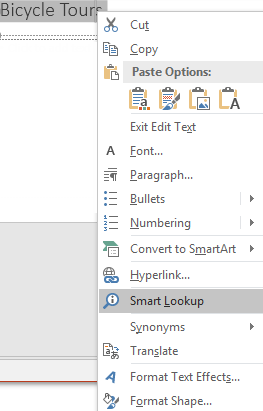 Bicycle Tours
Cut
Copy
Paste Options:
Exit Edit Text
Font...
Paragraph...
Bullets
Numbering
Convert to SmartArt
Hyperlink...
Smart Lookup
Synonyms
Translate
Format Text Effects...
Format Shape...